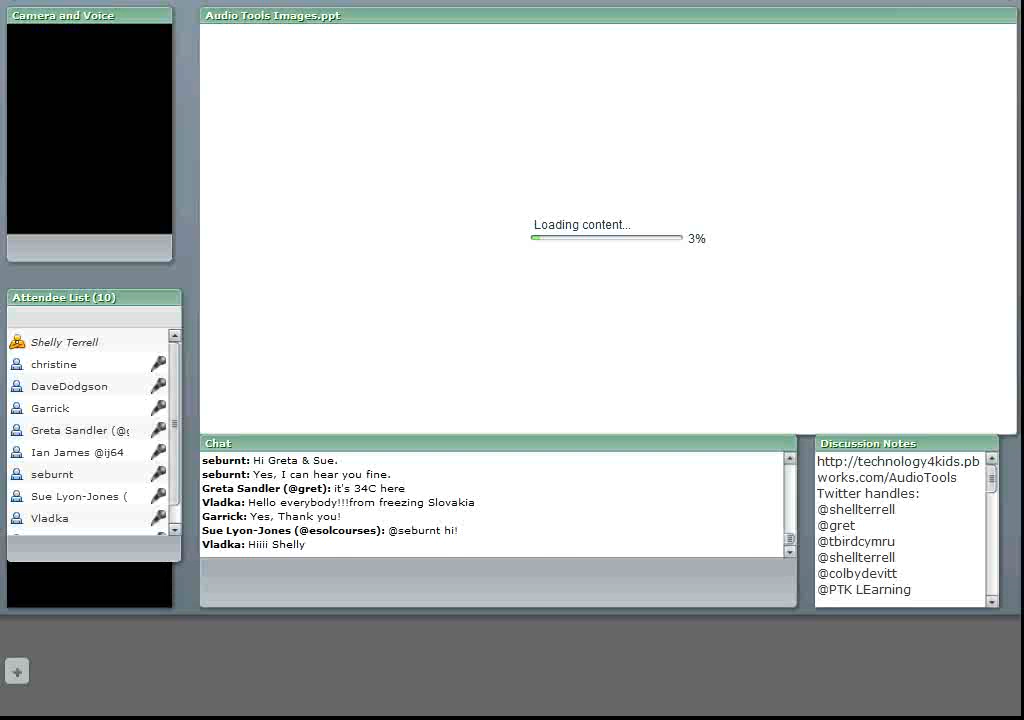 Camera and Voice
Audio Tools Images.ppt
Loading content...
3%
Attendee List (10)
Shelly Terrell
christine
DaveDodgson
Garrick
Greta Sandler (@g
Ian James @ij64
seburnt
Sue Lyon-Jones (
Vladka
Chat
seburnt: Hi Greta & Sue.
seburnt: Yes, I can hear you fine.
Greta Sandler (@gret): it's 34C here
Vladka: Hello everybody!!!from freezing Slovakia
Garrick: Yes, Thank you!
Sue Lyon-Jones (@esolcourses): @seburnt hi!
Vladka: Hiiii Shelly
Discussion Notes
http://technology4kids.pb
works.com/AudioTools
Twitter handles:
@shellterrell
@gret
@tbirdcymru
@shellterrell
@colbydevitt
@PTK LEarning